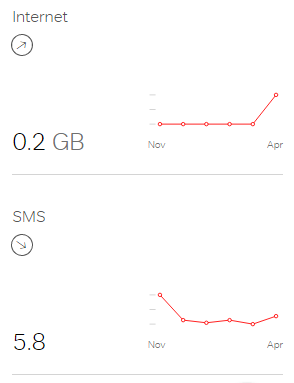 Internet
0.2 GB
Nov Apr
SMS
5.8
Nov Apr